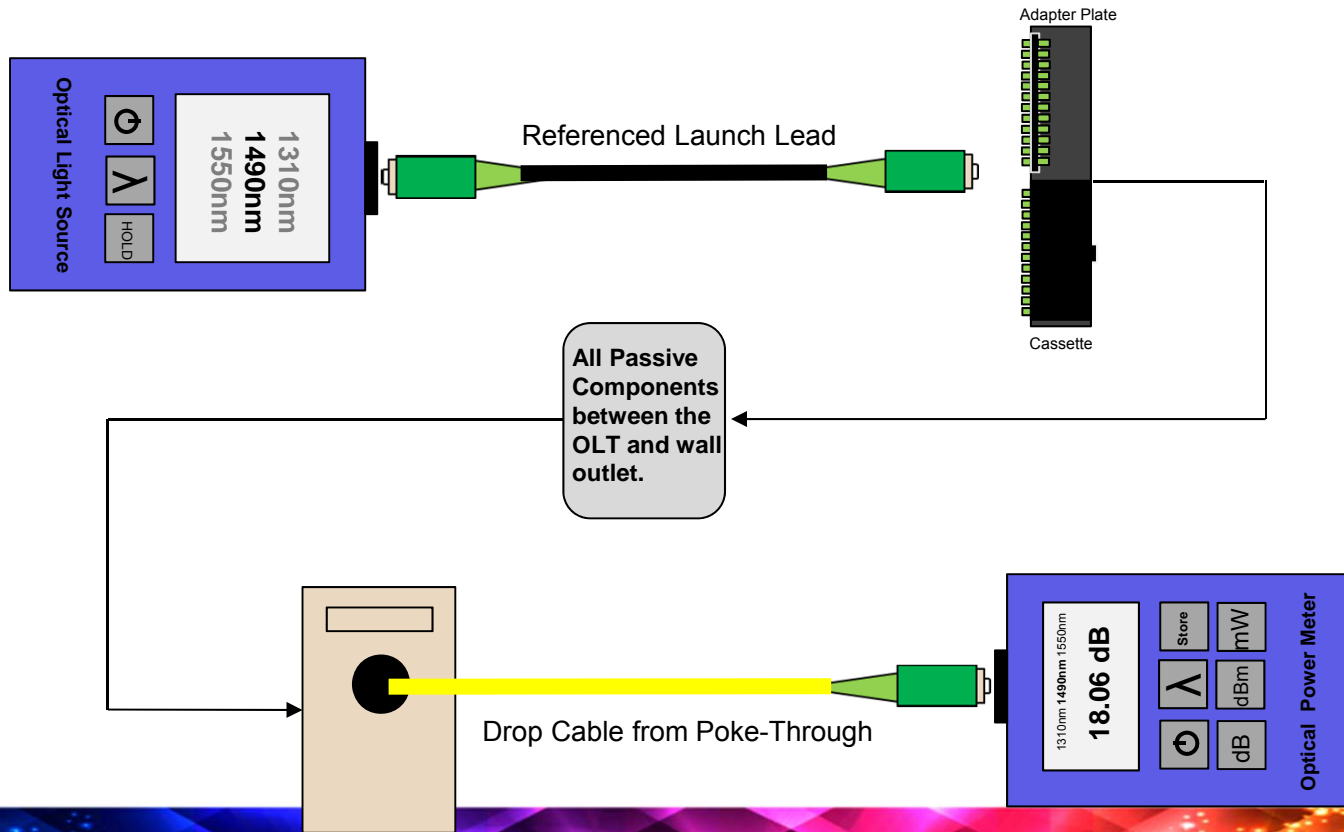 Adapter Plate
Optical Light Source
HOLD
λ
1310nm
1490nm
1550nm
Referenced Launch Lead
Cassette
All Passive
Components
between the
OLT and wall
outlet.
Drop Cable from Poke-Through
1310nm 1490nm 1550nm
18.06 dB
Store
mW
λ
dBm
dB
Optical Power Meter